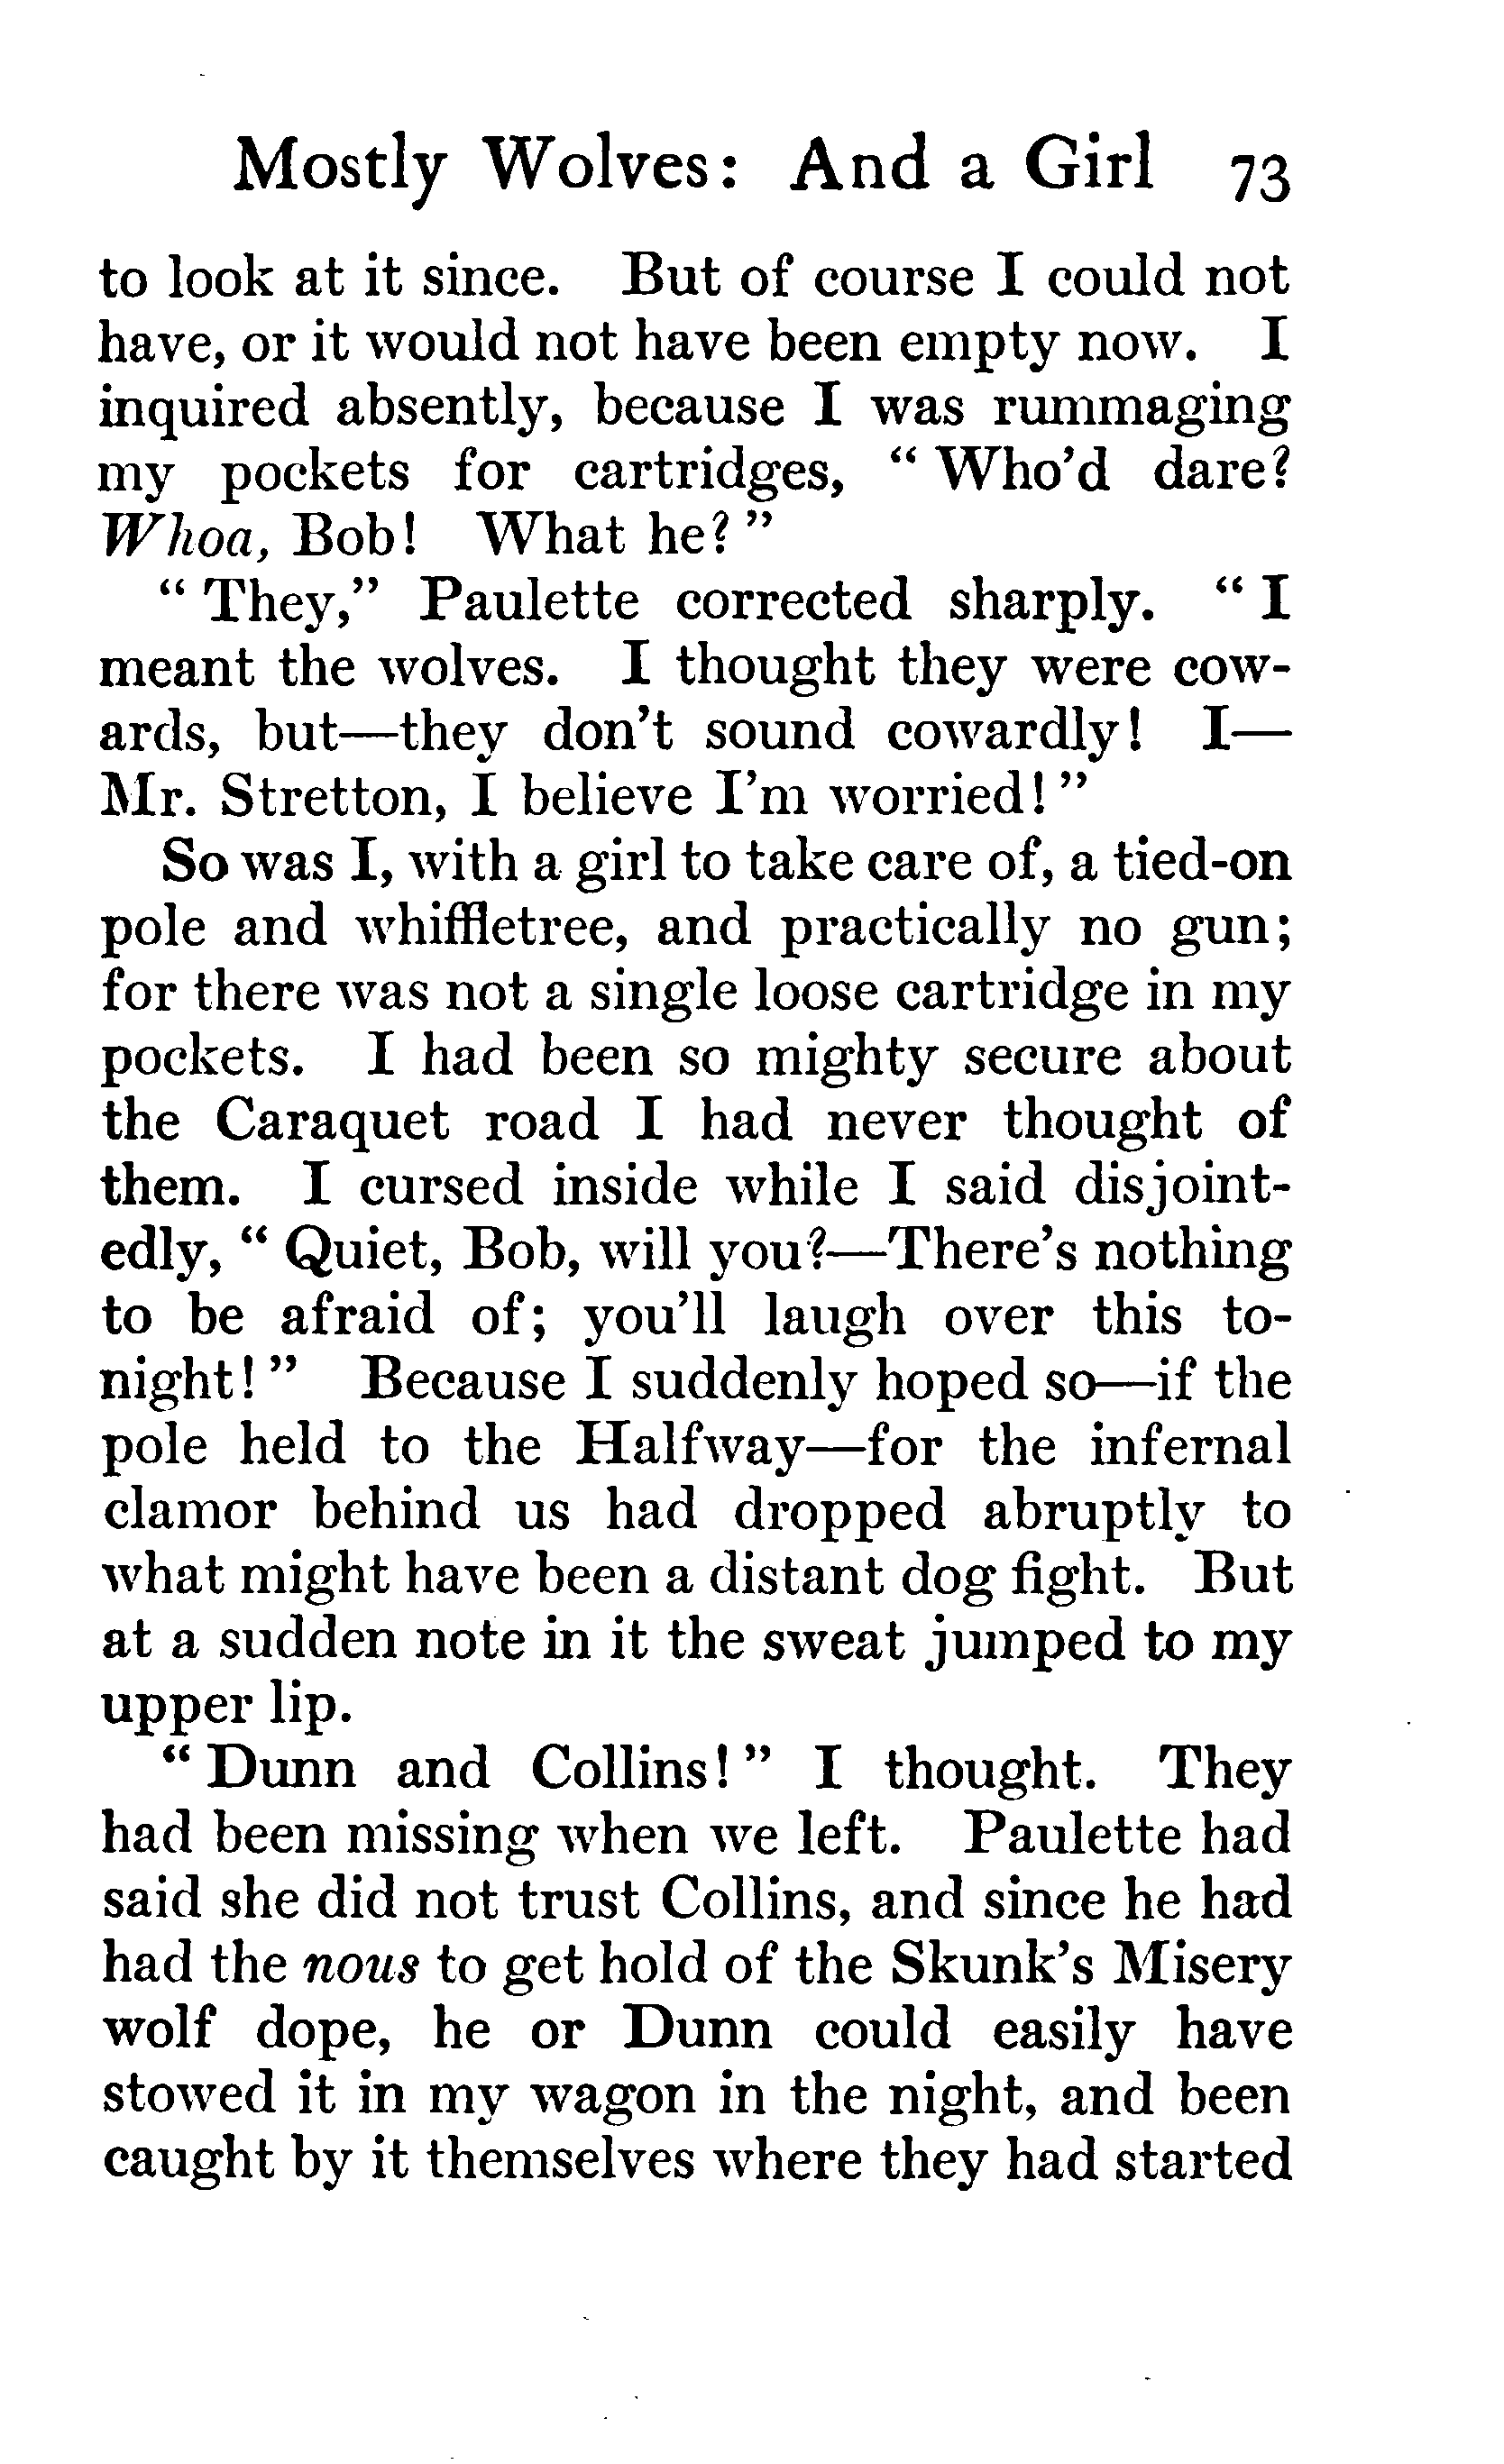 Mostly Wolves: And a Girl 73
to look at it since. But of course I could not
have, or it would not have been empty now. I
inquired absently, because I was rummaging
my pockets for cartridges, “ Who’d dare?
Whoa, Bob! What he? ”
“ They,” Paulette corrected sharply. “ I
meant the wolves. I thought they were cow-
ards, but—they don’t sound cowardly! I—
Mr. Stretton, I believe I’m worried! ”
So was I, with a girl to take care of, a tied-on
pole and whiffletree, and practically no gun;
for there was not a single loose cartridge in my
pockets. I had been so mighty secure about
the Caraquet road I had never thought of
them. I cursed inside while I said disjoint-
edly, “ Quiet, Bob, will you?—There’s nothing
to be afraid of; you’ll laugh over this to-
night! ” Because I suddenly hoped so—if the
pole held to the Halfway—for the infernal
clamor behind us had dropped abruptly to
what might have been a distant dog fight. But
at a sudden note in it the sweat jumped to my
upper lip.
“ Dunn and Collins! ” I thought. They
had been missing when we left. Paulette had
said she did not trust Collins, and since he had
had the nous to get hold of the Skunk’s Misery
wolf dope, he or Dunn could easily have
stowed it in my wagon in the night, and been
caught by it themselves where they had started